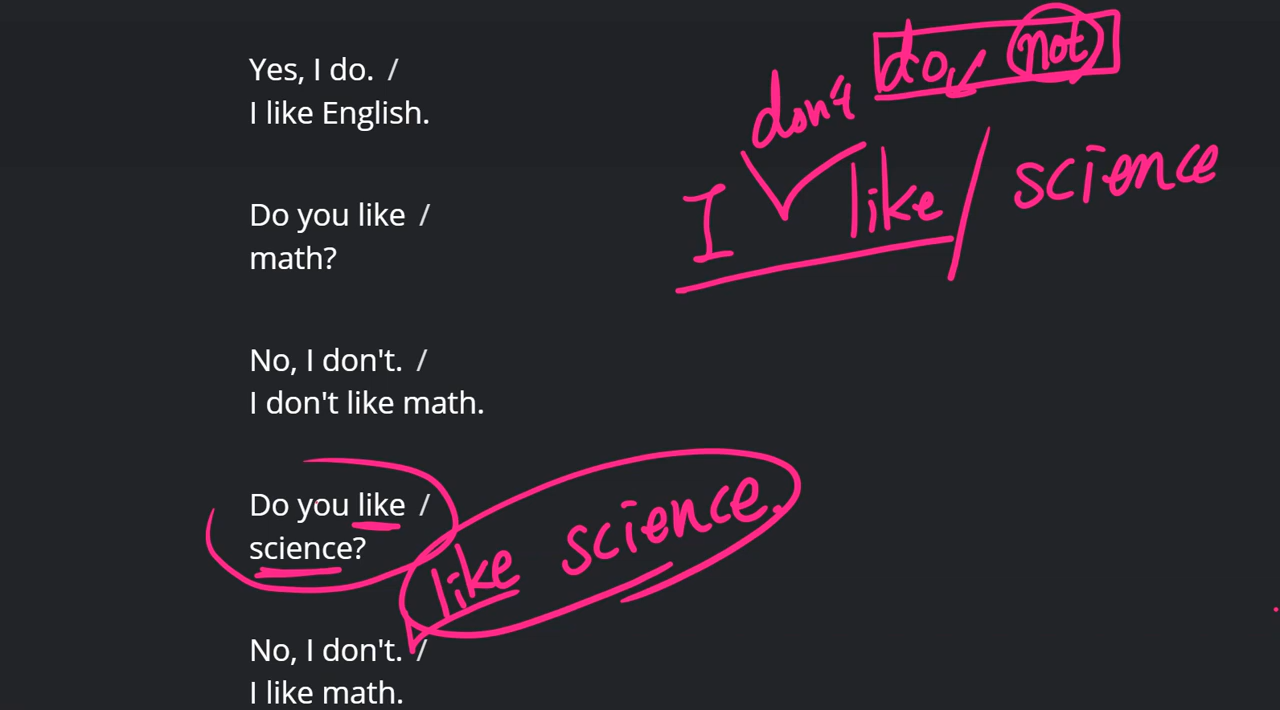 Yes, I do. /
I like English.
Do you like /
math?
No, I don't. /
I don't like math.
Do you like /
science?
No, I don't. /
I like math.
do not
don't
I like / science
like science.